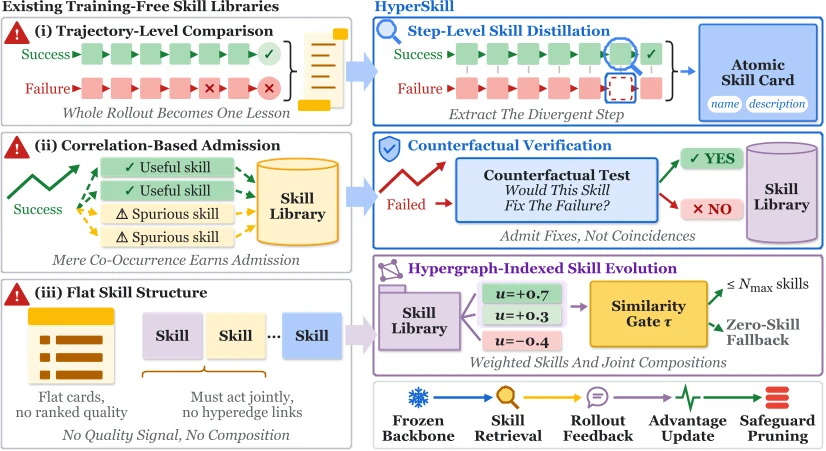 Existing Training-Free Skill Libraries
(i) Trajectory-Level Comparison
Success
Failure
Whole Rollout Becomes One Lesson
(ii) Correlation-Based Admission
Success
✓ Useful skill
✓ Useful skill
⚠ Spurious skill
⚠ Spurious skill
Skill
Library
Mere Co-Occurrence Earns Admission
(iii) Flat Skill Structure
Skill
Skill
...
Skill
Flat cards,
no ranked quality
Must act jointly,
no hyperedge links
No Quality Signal, No Composition
HyperSkill
Step-Level Skill Distillation
Success
Failure
Extract The Divergent Step
Atomic
Skill Card
name
description
Counterfactual Verification
Failed
Counterfactual Test
Would This Skill
Fix The Failure?
✓ YES
✕ NO
Skill
Library
Admit Fixes, Not Coincidences
Hypergraph-Indexed Skill Evolution
Skill
Library
u=+0.7
u=+0.3
u=−0.4
Similarity
Gate τ
≤ Nmax skills
Zero-Skill
Fallback
Weighted Skills And Joint Compositions
Frozen
Backbone
Skill
Retrieval
Rollout
Feedback
Advantage
Update
Safeguard
Pruning